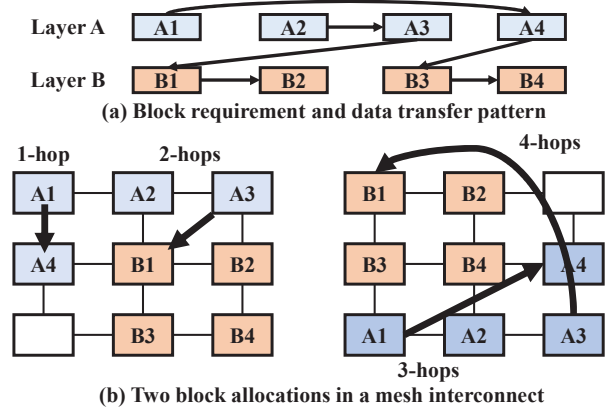 Layer A A1 A2 A3 A4
Layer B B1 B2 B3 B4
(a) Block requirement and data transfer pattern
1-hop 2-hops 4-hops
A1 A2 A3 B1 B2
A4 B1 B2 B3 B4 A4
B3 B4 A1 A2 A3
3-hops
(b) Two block allocations in a mesh interconnect